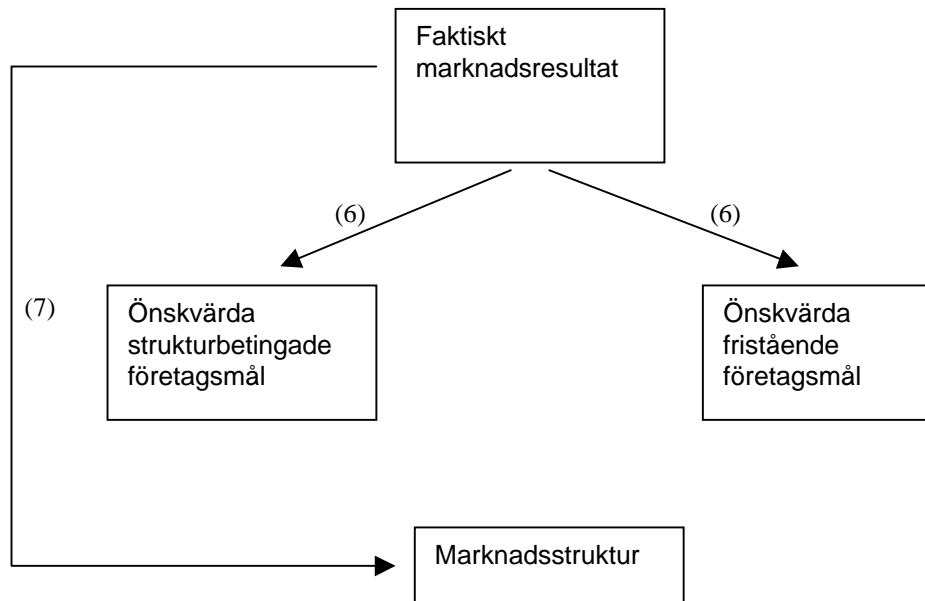 Faktiskt
marknadsresultat
(6)
(6)
(7)
Önskvärda
strukturbetingade
företagsmål
Önskvärda
fristående
företagsmål
Marknadsstruktur